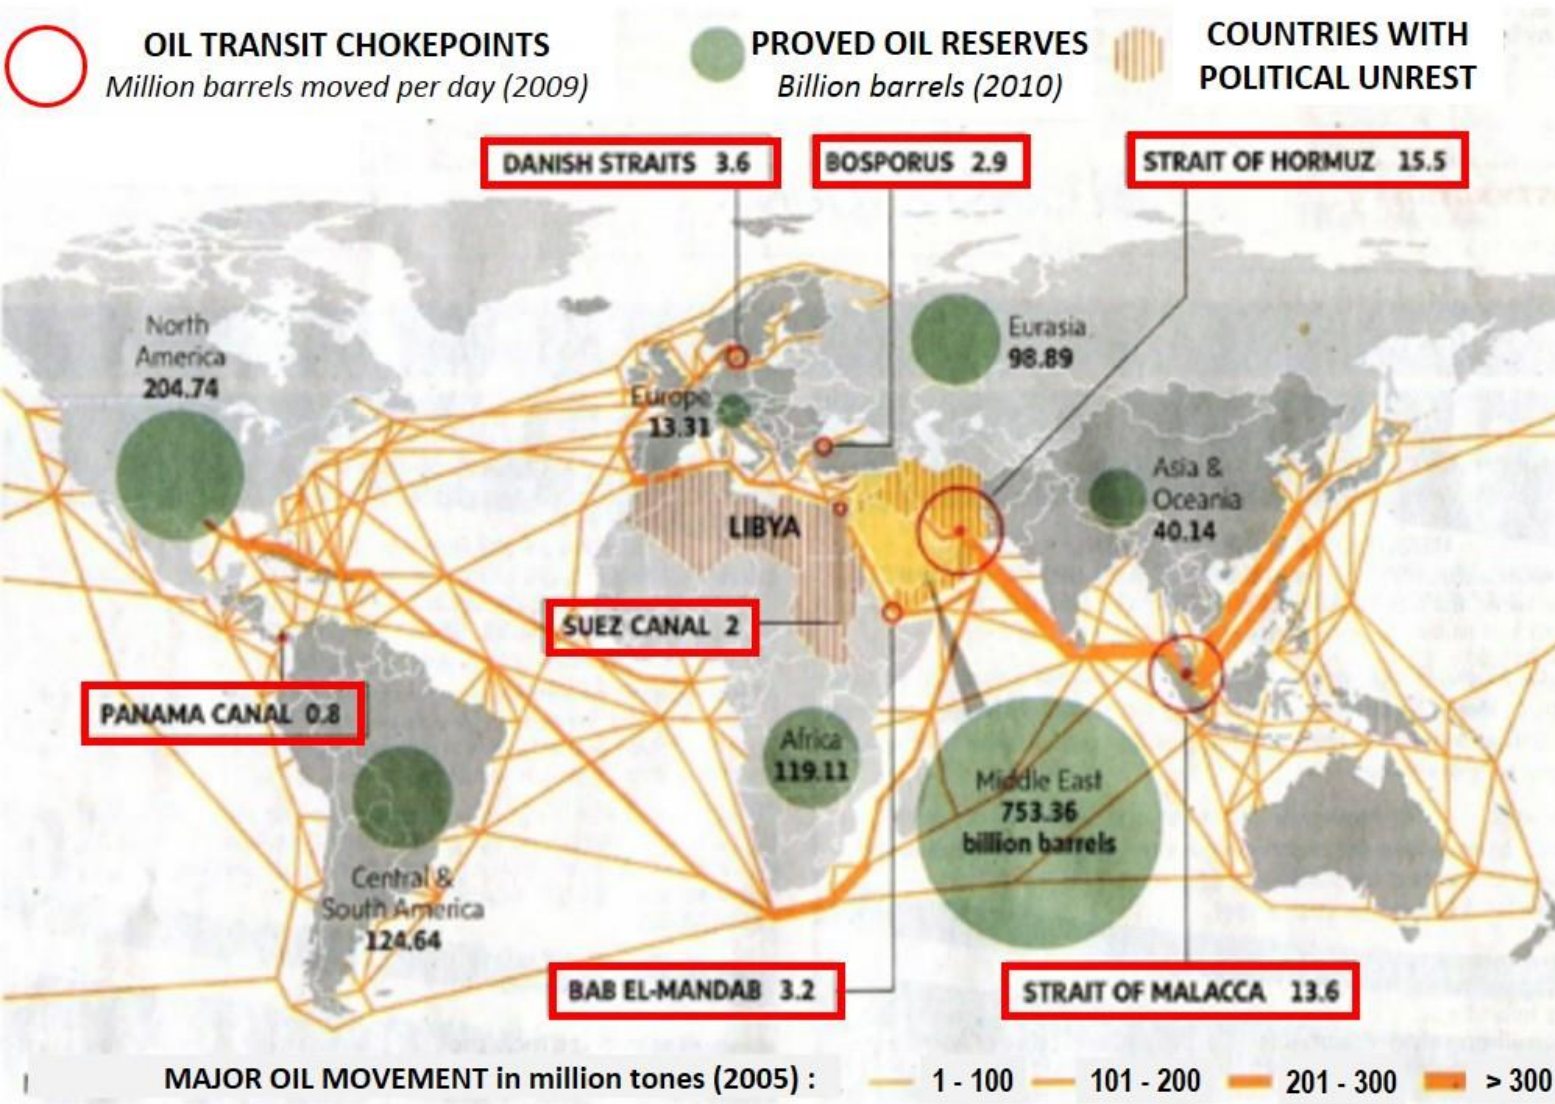 OIL TRANSIT CHOKEPOINTS
Million barrels moved per day (2009)
PROVED OIL RESERVES
Billion barrels (2010)
COUNTRIES WITH
POLITICAL UNREST
DANISH STRAITS 3.6
BOSPORUS 2.9
STRAIT OF HORMUZ 15.5
North
America
204.74
Eurasia
98.89
Europe
13.31
Asia &
Oceania
40.14
LIBYA
SUEZ CANAL 2
PANAMA CANAL 0.8
Africa
119.11
Middle East
753.36
billion barrels
Central &
South America
124.64
BAB EL-MANDAB 3.2
STRAIT OF MALACCA 13.6
MAJOR OIL MOVEMENT in million tones (2005) :
1 - 100
101 - 200
201 - 300
> 300